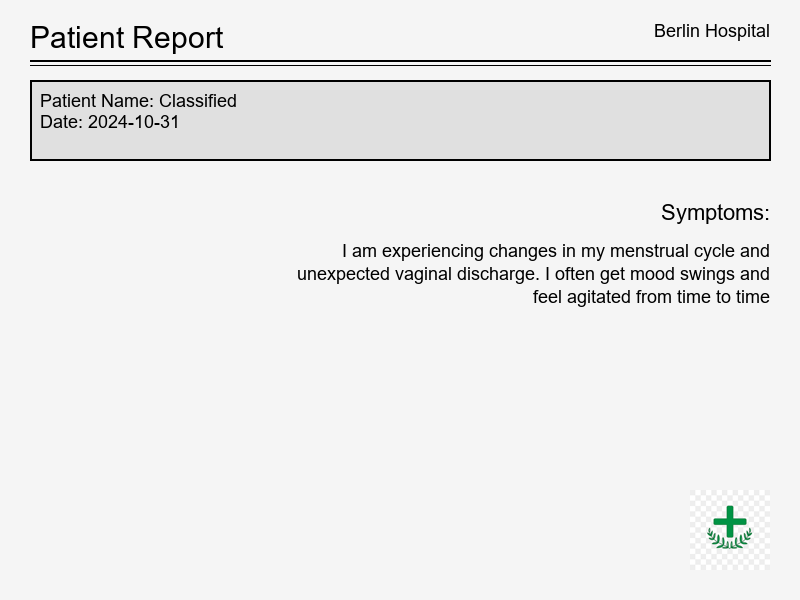 Patient Report
Berlin Hospital
Patient Name: Classified
Date: 2024-10-31
Symptoms:
I am experiencing changes in my menstrual cycle and
unexpected vaginal discharge. I often get mood swings and
feel agitated from time to time